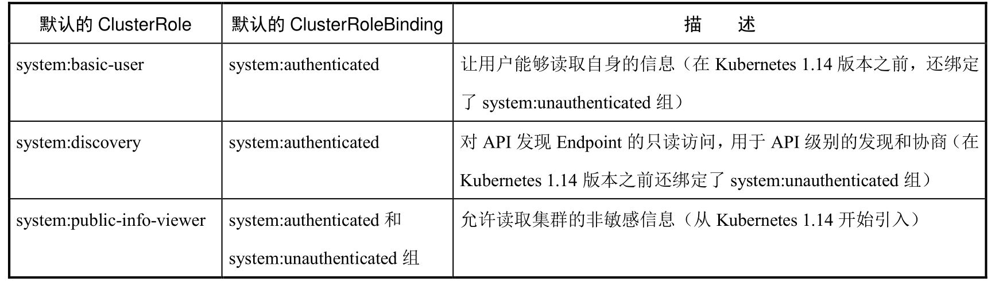 默认的 ClusterRole 默认的 ClusterRoleBinding 描 述
system:basic-user system:authenticated 让用户能够读取自身的信息（在 Kubernetes 1.14 版本之前，还绑定
了 system:unauthenticated 组）
system:discovery system:authenticated 对 API 发现 Endpoint 的只读访问，用于 API 级别的发现和协商（在
Kubernetes 1.14 版本之前还绑定了 system:unauthenticated 组）
system:public-info-viewer system:authenticated 和 允许读取集群的非敏感信息（从 Kubernetes 1.14 开始引入）
system:unauthenticated 组